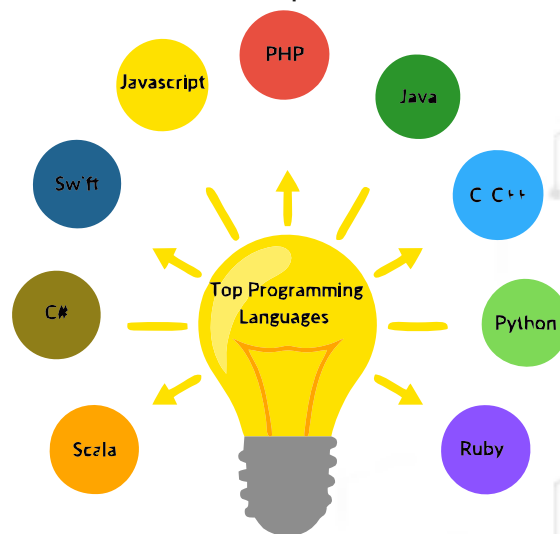 PHP
Javascript
Java
Swift
C C++
Top Programming
Languages
C#
Python
Scala
Ruby